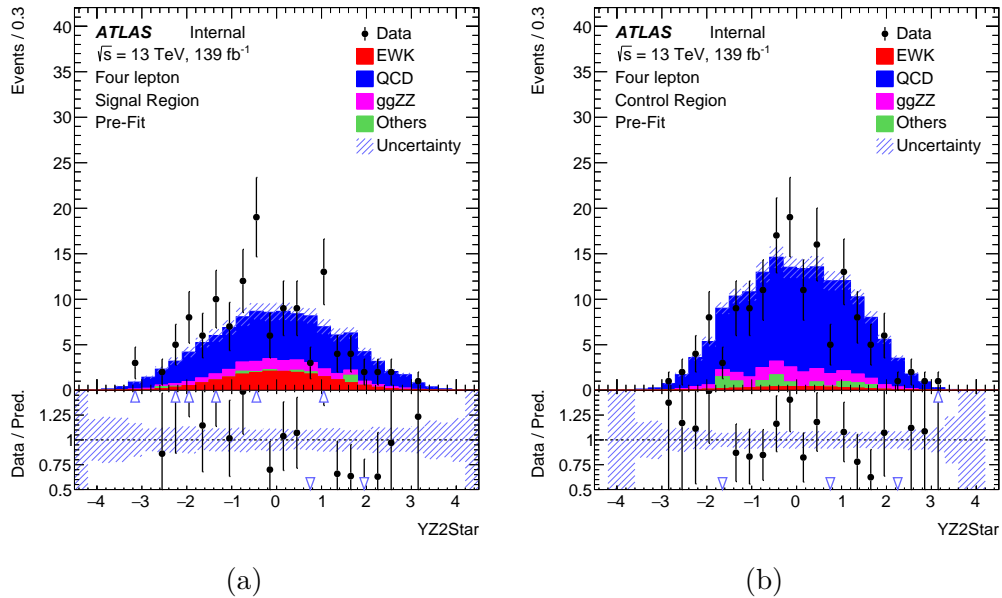 Events / 0.3
40
35
30
25
20
15
10
5
0
ATLAS Internal
√s = 13 TeV, 139 fb-1
Four lepton
Signal Region
Pre-Fit
Data
EWK
QCD
ggZZ
Others
Uncertainty
Data / Pred.
1.25
1
0.75
0.5
−4 −3 −2 −1 0 1 2 3 4
YZ2Star
(a)
Events / 0.3
40
35
30
25
20
15
10
5
0
ATLAS Internal
√s = 13 TeV, 139 fb-1
Four lepton
Control Region
Pre-Fit
Data
EWK
QCD
ggZZ
Others
Uncertainty
Data / Pred.
1.25
1
0.75
0.5
−4 −3 −2 −1 0 1 2 3 4
YZ2Star
(b)